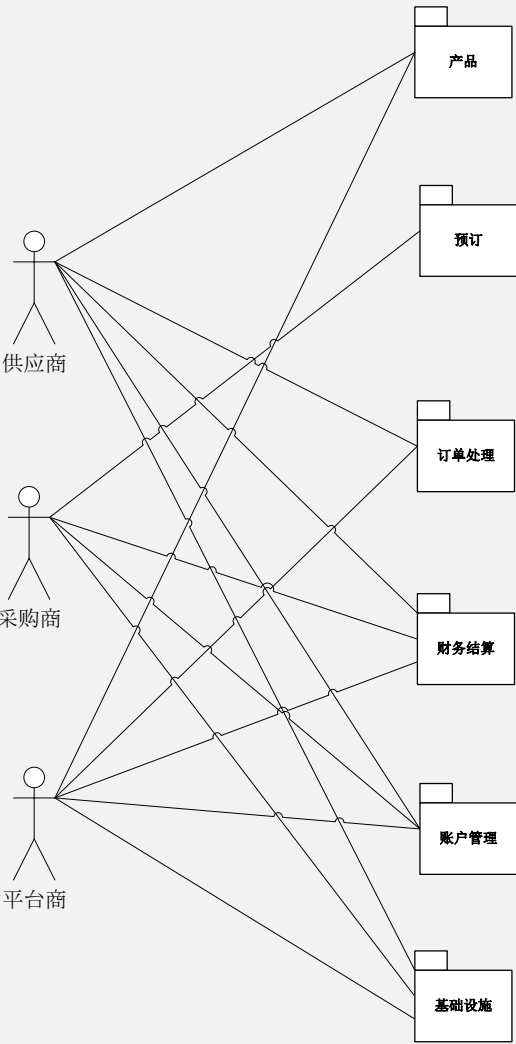 产品
预订
供应商
订单处理
采购商
财务结算
账户管理
平台商
基础设施